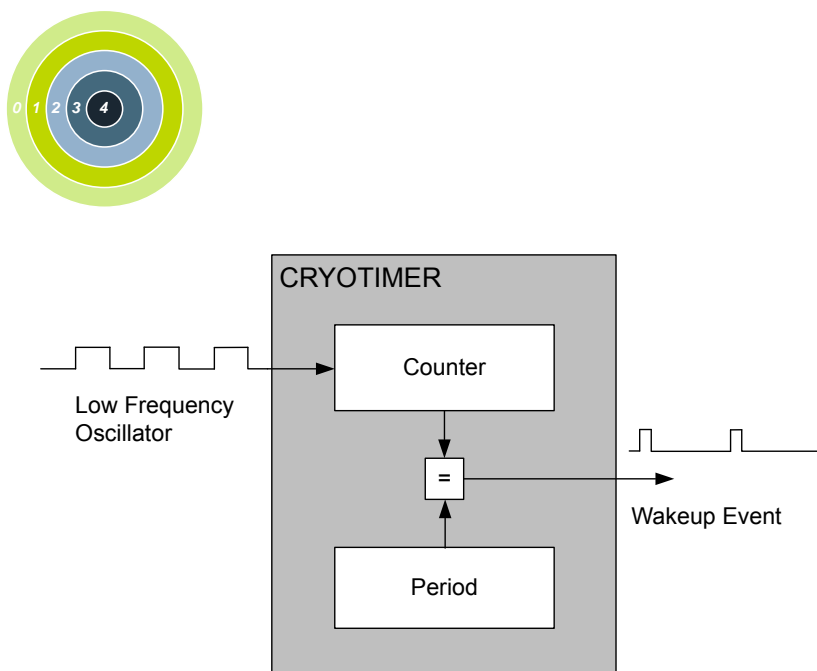 0 1 2 3 4
CRYOTIMER
Counter
Low Frequency
Oscillator
=
Wakeup Event
Period